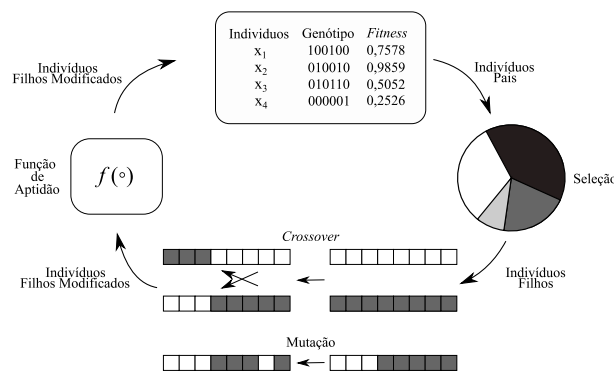 Individuos Genótipo Fitness
x1 100100 0,7578
x2 010010 0,9859
x3 010110 0,5052
x4 000001 0,2526
Indivíduos
Filhos Modificados
Indivíduos
Pais
Função
de
Aptidão
f(∘)
Seleção
Crossover
Indivíduos
Filhos Modificados
Indivíduos
Filhos
Mutação